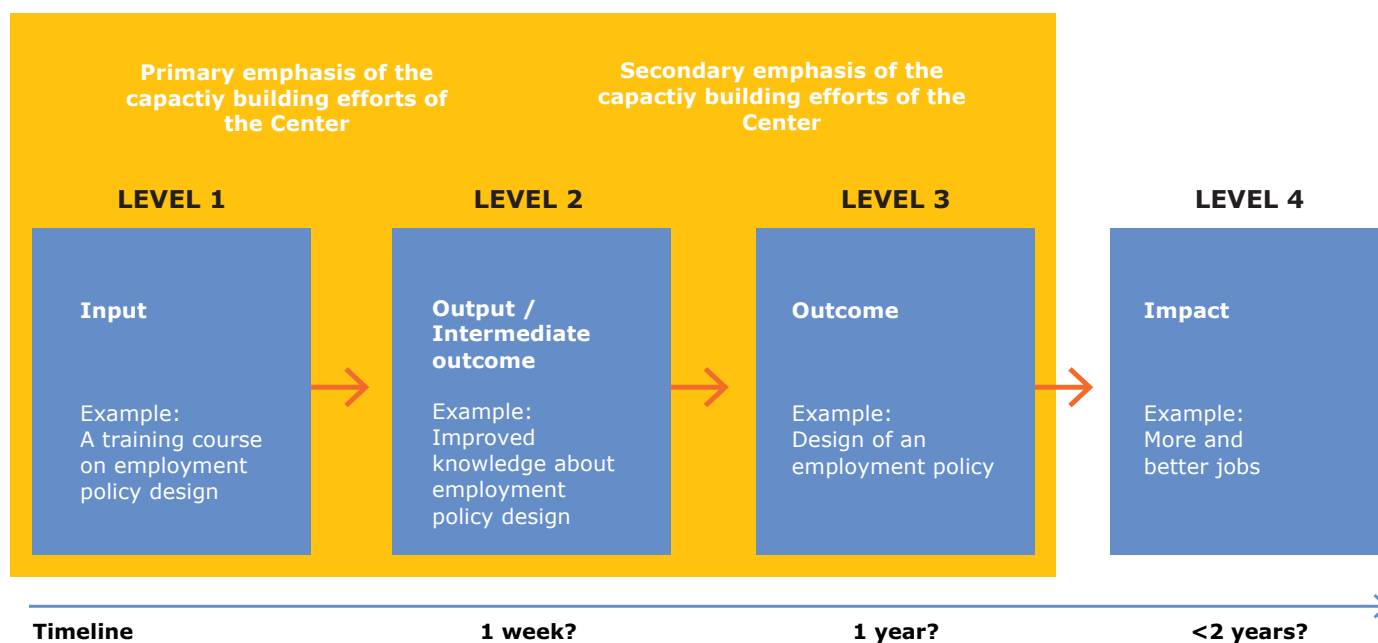 Primary emphasis of the
capactiy building efforts of
the Center
Secondary emphasis of the
capactiy building efforts of the
Center
LEVEL 1
LEVEL 2
LEVEL 3
LEVEL 4
Input
Example:
A training course
on employment
policy design
Output /
Intermediate
outcome
Example:
Improved
knowledge about
employment
policy design
Outcome
Example:
Design of an
employment policy
Impact
Example:
More and
better jobs
Timeline
1 week?
1 year?
<2 years?